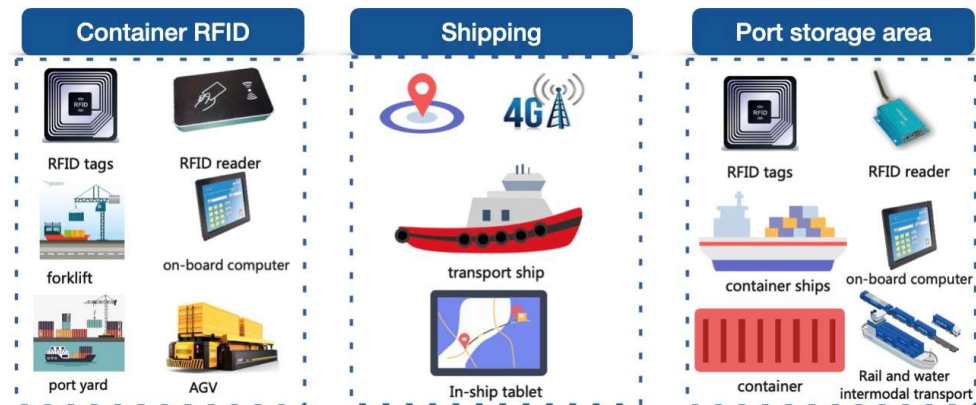 Container RFID
Shipping
Port storage area
RFID
RFID tags
RFID reader
forklift
on-board computer
port yard
AGV
4G
transport ship
In-ship tablet
RFID
RFID tags
RFID reader
container ships
on-board computer
container
Rail and water
intermodal transport